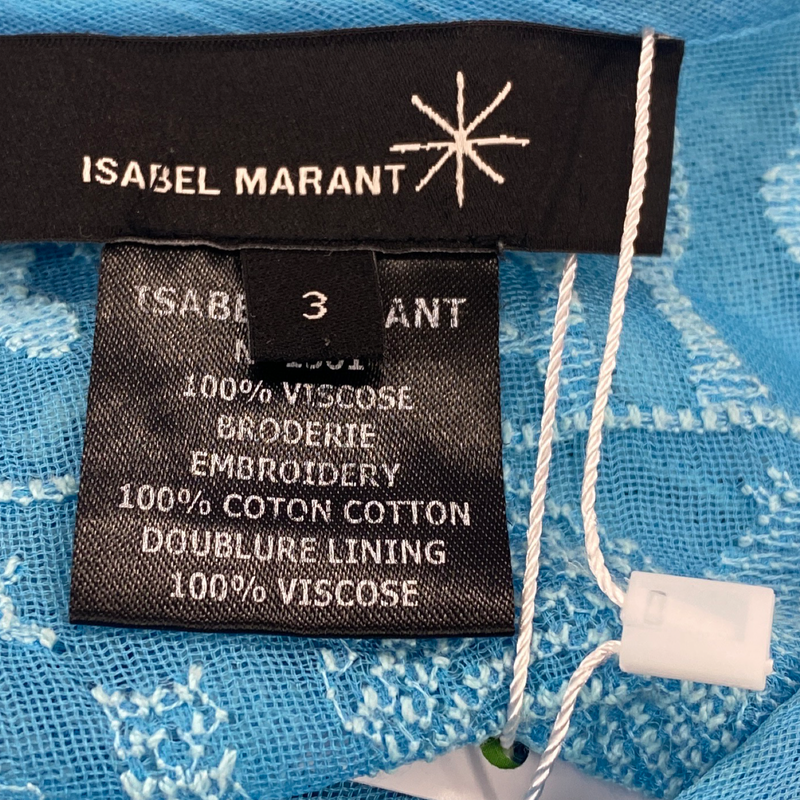 ISABEL MARANT
3
100% VISCOSE
BRODERIE
EMBROIDERY
100% COTON COTTON
DOUBLURE LINING
100% VISCOSE